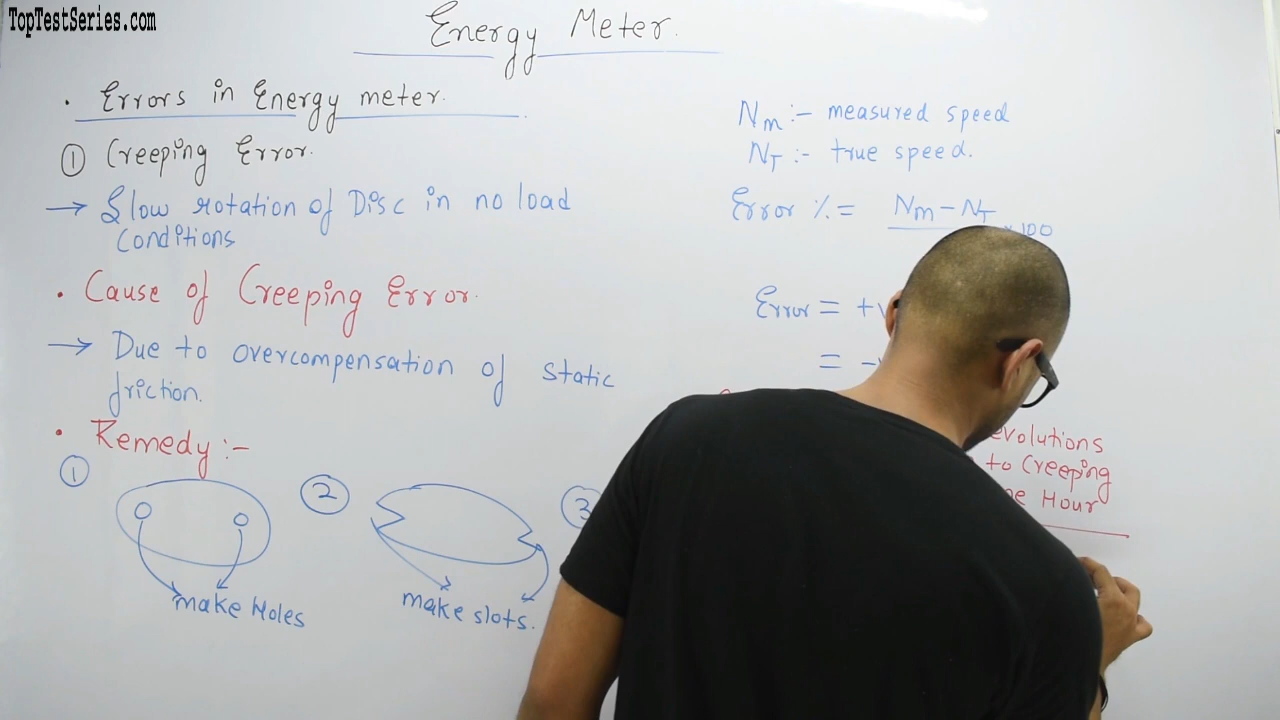 TopTestSeries.com
Energy Meter.
. Errors in Energy meter.
① Creeping Error.
→ Slow rotation of Disc in no load
conditions
. Cause of Creeping Error.
→ Due to overcompensation of static
friction.
. Remedy :-
①
②
③
make Holes
make slots.
Nm :- measured speed
NT :- true speed.
Error % = Nm - NT
× 100
Error = +
= -
evolutions
to Creeping
Hour